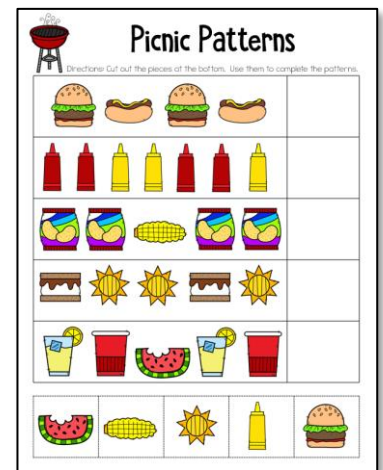 Picnic Patterns
Directions: Cut out the pieces at the bottom. Use them to complete the patterns.